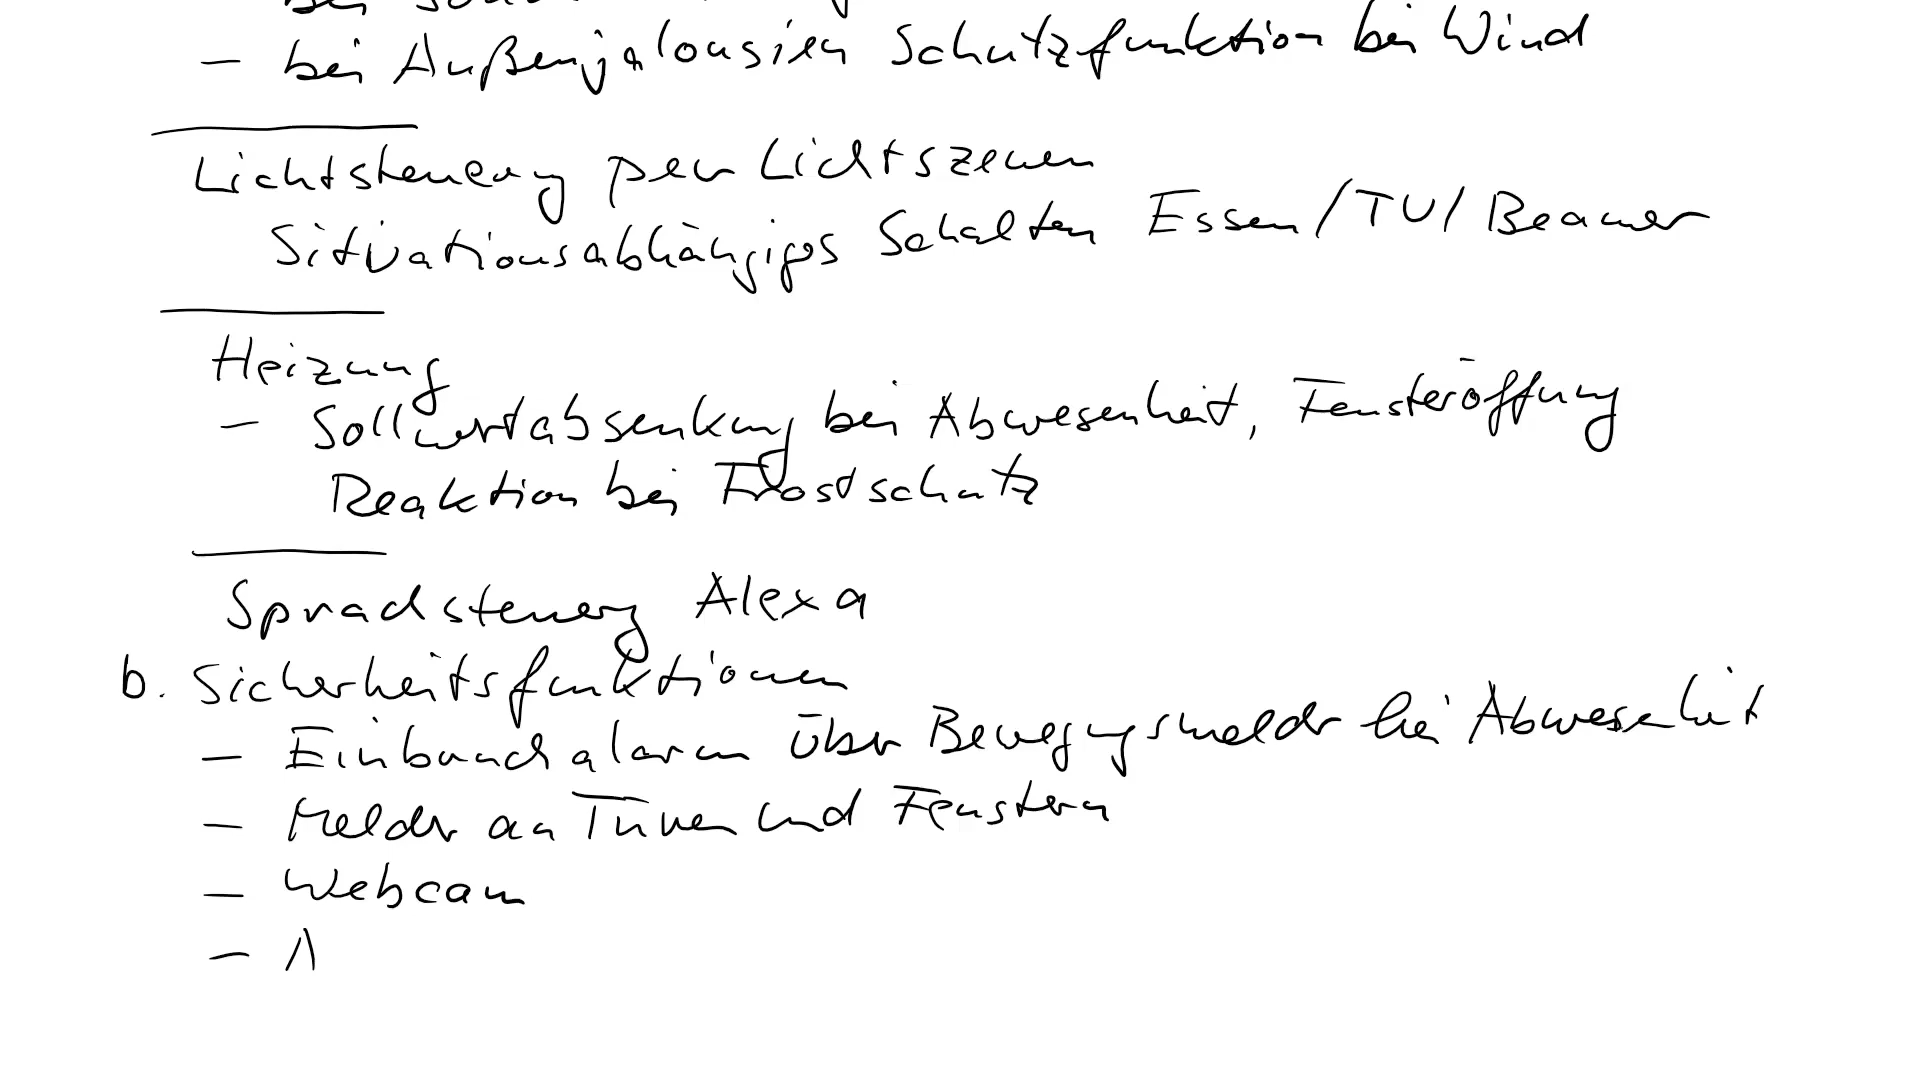 bei
– bei Außenjalousien Schutzfunktion bei Wind
Lichtsteuerung per Lichtszenen
Situationsabhängiges Schalten Essen/TV/Beamer
Heizung
– Sollwertabsenkung bei Abwesenheit, Fensteröffnung
Reaktion bei Frostschutz
Sprachsteuerung Alexa
b. Sicherheitsfunktionen
– Einbruchalarm über Bewegungsmelder bei Abwesenheit
– Melder an Türen und Fenstern
– Webcam
–